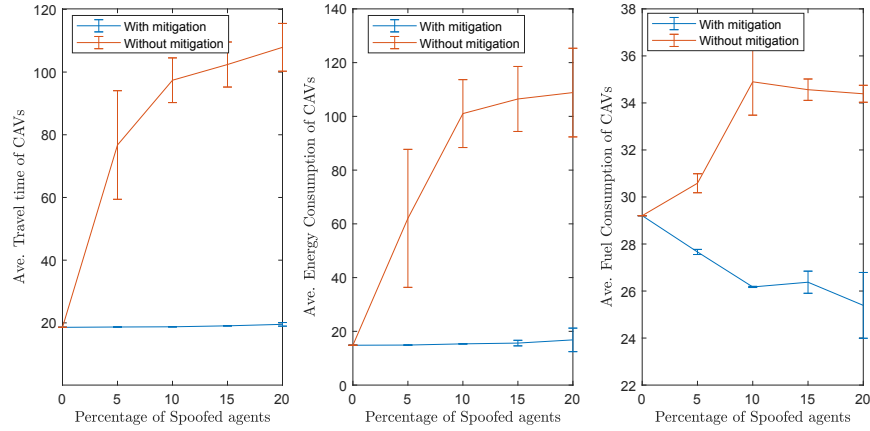 120
100
80
60
40
20
0
0 5 10 15 20
Ave. Travel time of CAVs
Percentage of Spoofed agents
With mitigation
Without mitigation
140
120
100
80
60
40
20
0
0 5 10 15 20
Ave. Energy Consumption of CAVs
Percentage of Spoofed agents
With mitigation
Without mitigation
38
36
34
32
30
28
26
24
22
0 5 10 15 20
Ave. Fuel Consumption of CAVs
Percentage of Spoofed agents
With mitigation
Without mitigation